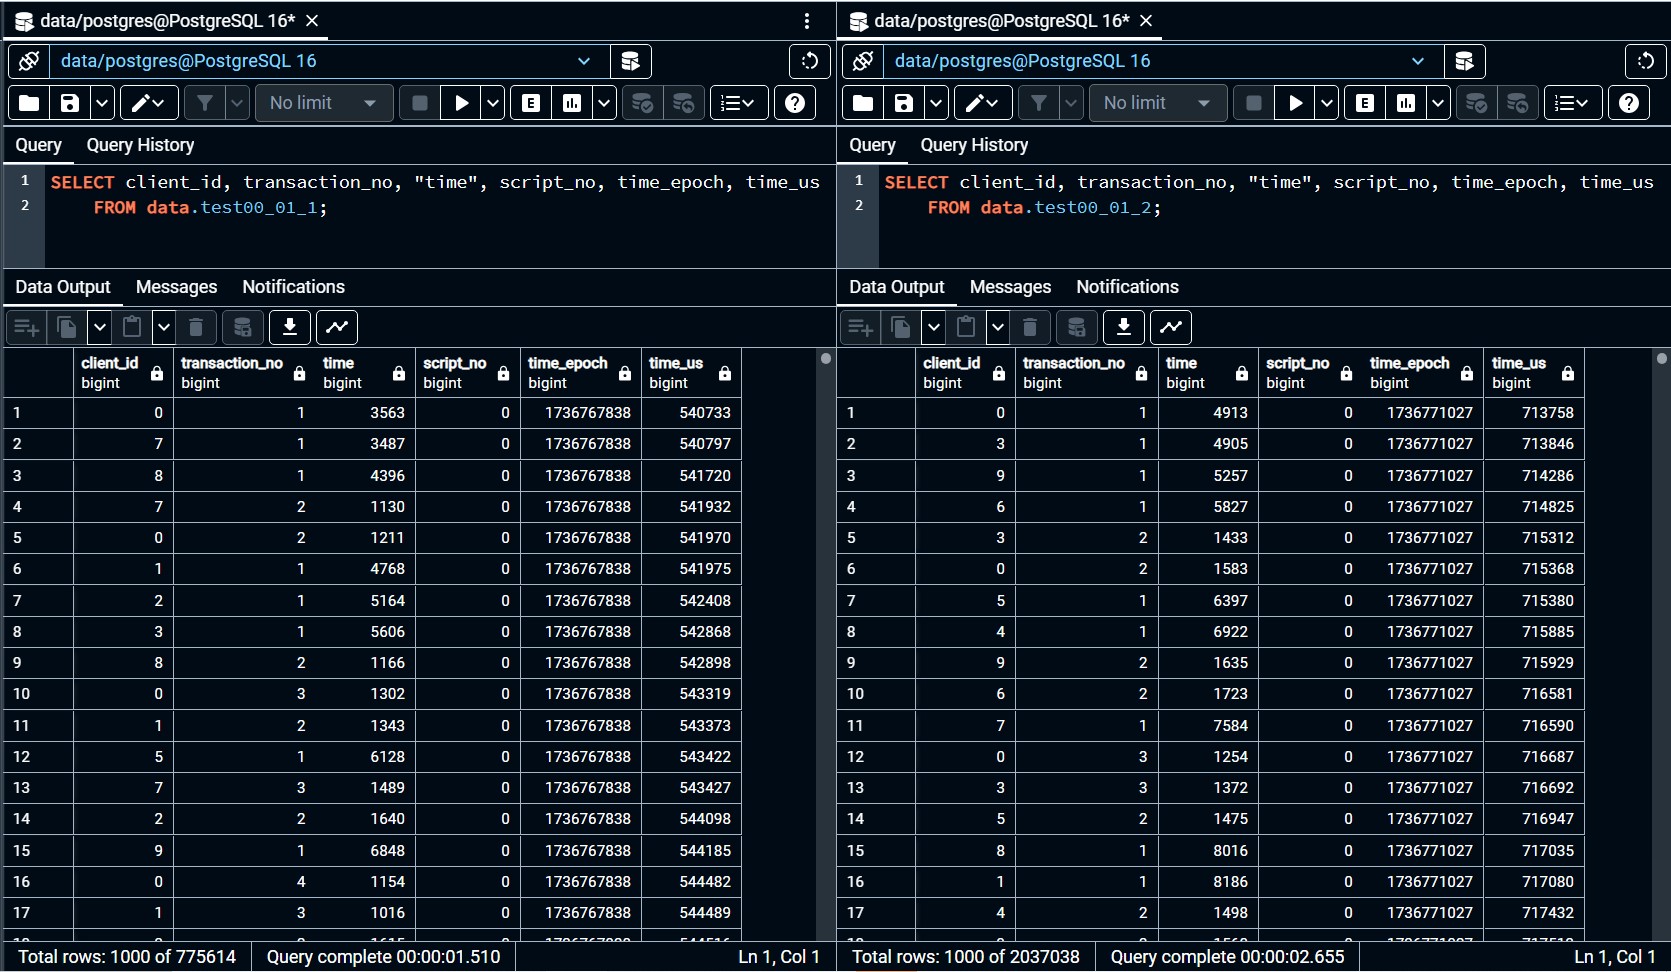 data/postgres@PostgreSQL 16*
data/postgres@PostgreSQL 16
No limit
E
Query Query History
1 SELECT client_id, transaction_no, "time", script_no, time_epoch, time_us
2 FROM data.test00_01_1;
Data Output Messages Notifications
client_id transaction_no time script_no time_epoch time_us
bigint bigint bigint bigint bigint bigint
1 0 1 3563 0 1736767838 540733
2 7 1 3487 0 1736767838 540797
3 8 1 4396 0 1736767838 541720
4 7 2 1130 0 1736767838 541932
5 0 2 1211 0 1736767838 541970
6 1 1 4768 0 1736767838 541975
7 2 1 5164 0 1736767838 542408
8 3 1 5606 0 1736767838 542868
9 8 2 1166 0 1736767838 542898
10 0 3 1302 0 1736767838 543319
11 1 2 1343 0 1736767838 543373
12 5 1 6128 0 1736767838 543422
13 7 3 1489 0 1736767838 543427
14 2 2 1640 0 1736767838 544098
15 9 1 6848 0 1736767838 544185
16 0 4 1154 0 1736767838 544482
17 1 3 1016 0 1736767838 544489
Total rows: 1000 of 775614 Query complete 00:00:01.510 Ln 1, Col 1
data/postgres@PostgreSQL 16*
data/postgres@PostgreSQL 16
No limit
E
Query Query History
1 SELECT client_id, transaction_no, "time", script_no, time_epoch, time_us
2 FROM data.test00_01_2;
Data Output Messages Notifications
client_id transaction_no time script_no time_epoch time_us
bigint bigint bigint bigint bigint bigint
1 0 1 4913 0 1736771027 713758
2 3 1 4905 0 1736771027 713846
3 9 1 5257 0 1736771027 714286
4 6 1 5827 0 1736771027 714825
5 3 2 1433 0 1736771027 715312
6 0 2 1583 0 1736771027 715368
7 5 1 6397 0 1736771027 715380
8 4 1 6922 0 1736771027 715885
9 9 2 1635 0 1736771027 715929
10 6 2 1723 0 1736771027 716581
11 7 1 7584 0 1736771027 716590
12 0 3 1254 0 1736771027 716687
13 3 3 1372 0 1736771027 716692
14 5 2 1475 0 1736771027 716947
15 8 1 8016 0 1736771027 717035
16 1 1 8186 0 1736771027 717080
17 4 2 1498 0 1736771027 717432
Total rows: 1000 of 2037038 Query complete 00:00:02.655 Ln 1, Col 1